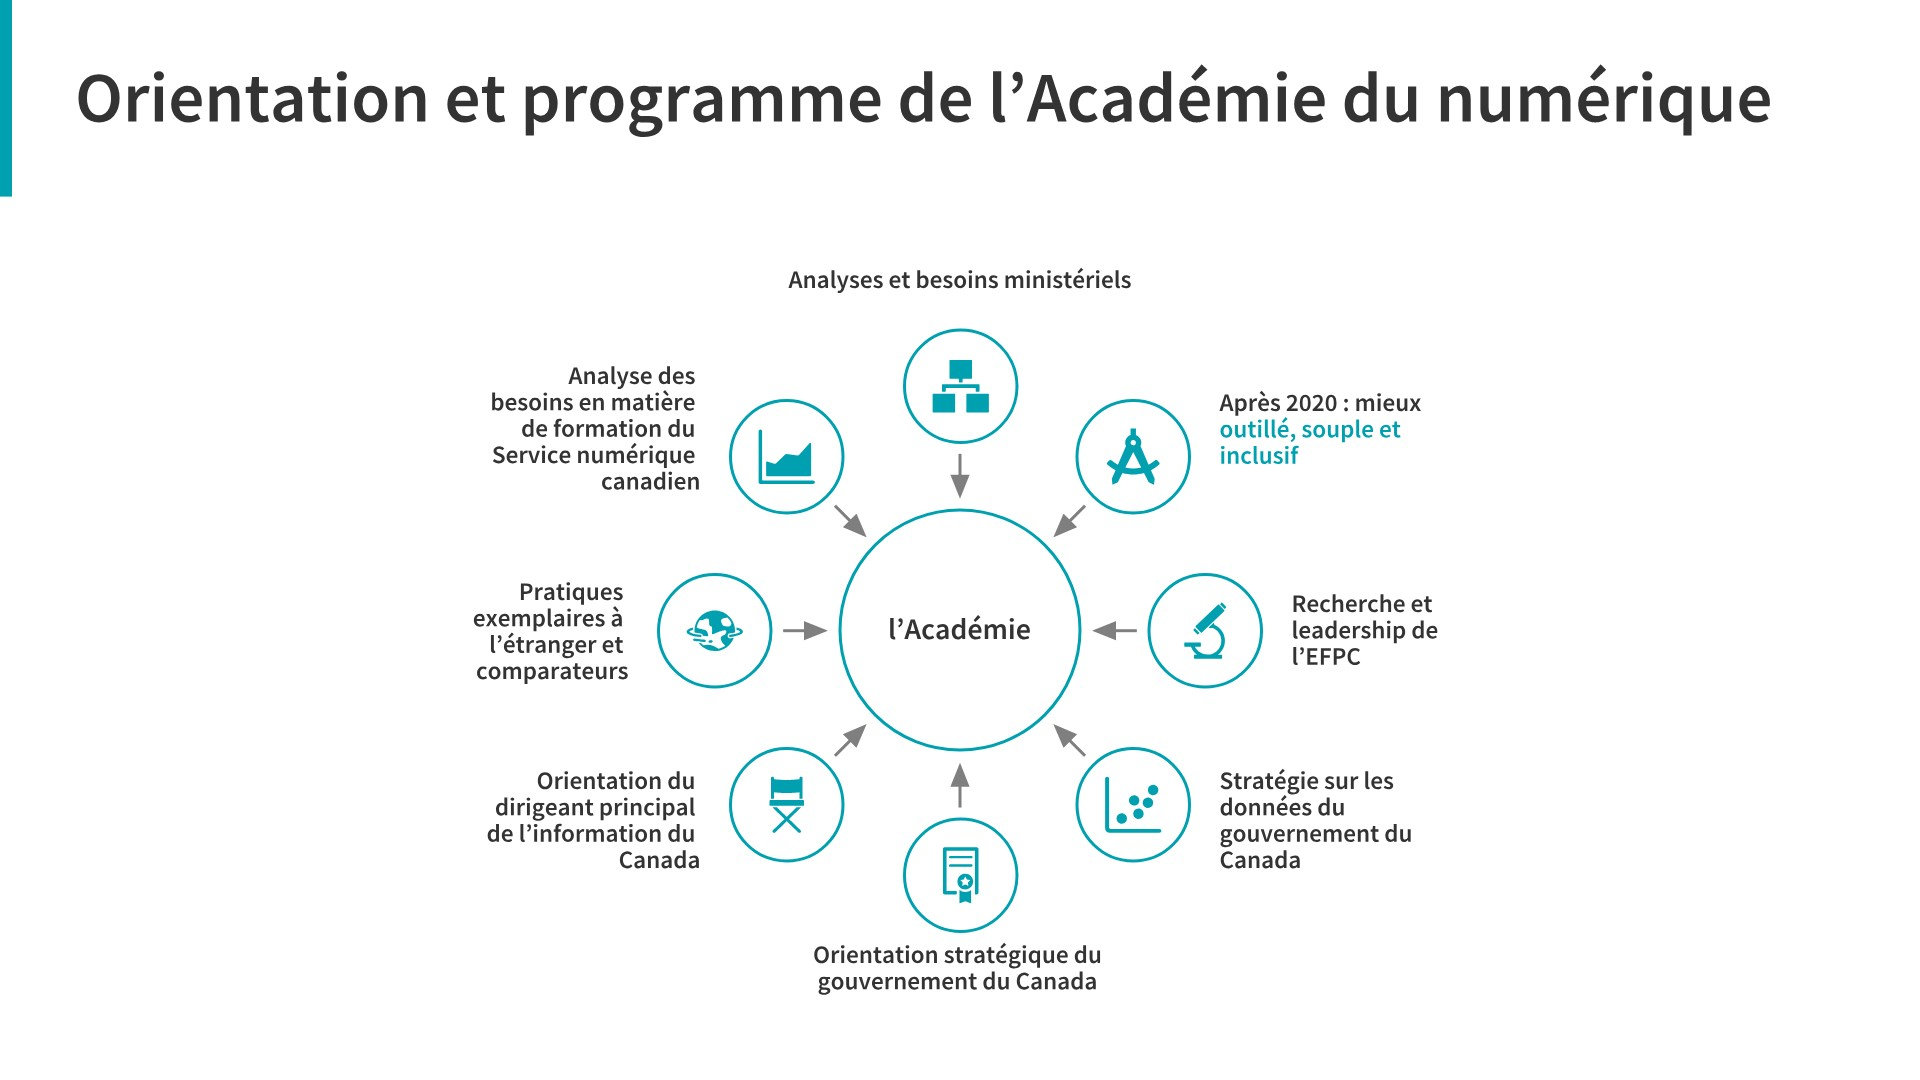 Orientation et programme de l’Académie du numérique
Analyses et besoins ministériels
Analyse des
besoins en matière
de formation du
Service numérique
canadien
Après 2020 : mieux
outillé, souple et
inclusif
Pratiques
exemplaires à
l’étranger et
comparateurs
l’Académie
Recherche et
leadership de
l’EFPC
Orientation du
dirigeant principal
de l’information du
Canada
Stratégie sur les
données du
gouvernement du
Canada
Orientation stratégique du
gouvernement du Canada